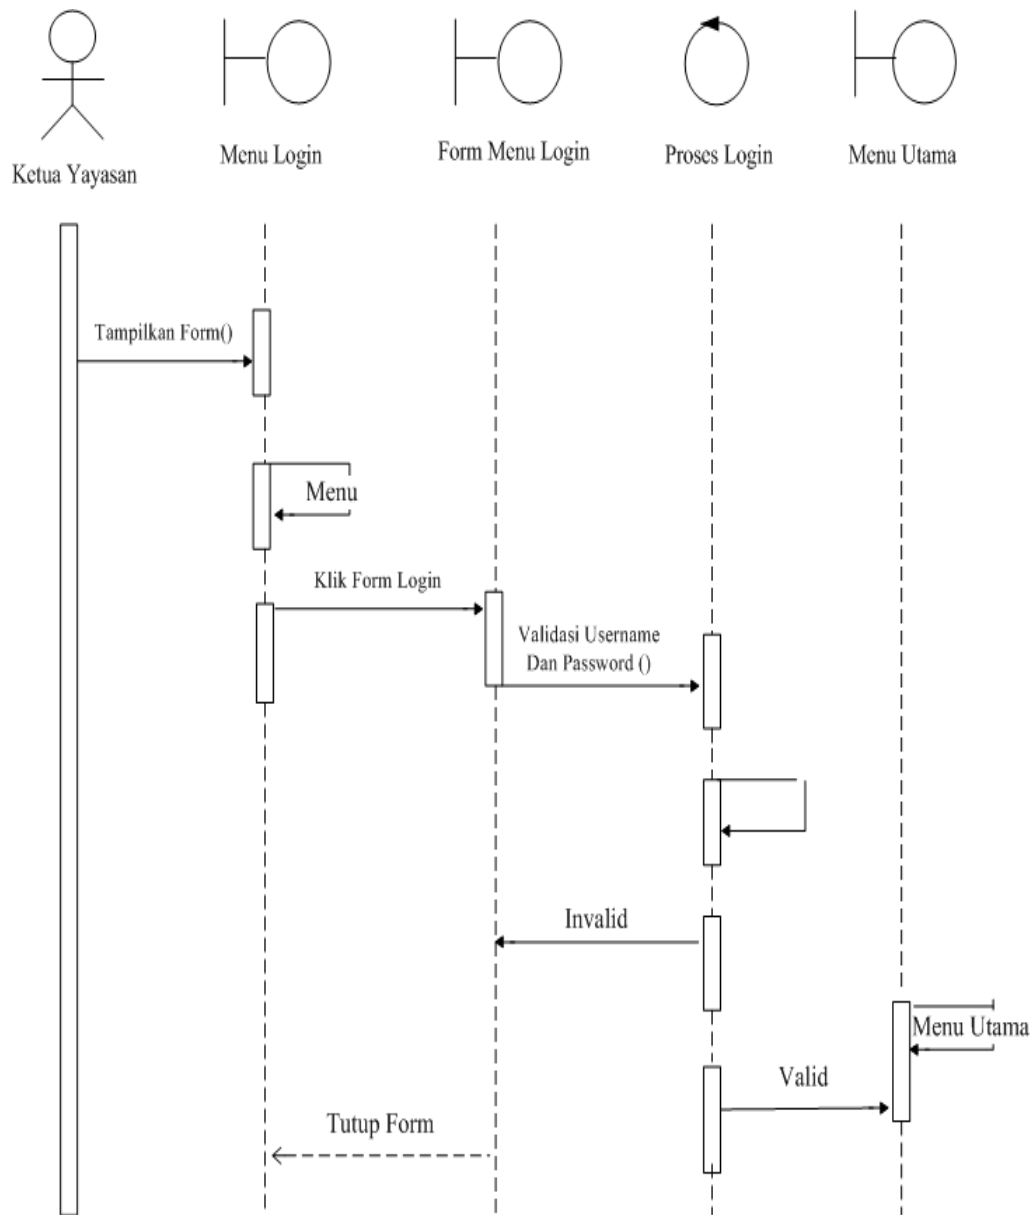 Ketua Yayasan
Menu Login
Form Menu Login
Proses Login
Menu Utama
Tampilkan Form()
Menu
Klik Form Login
Validasi Username
Dan Password ()
Invalid
Menu Utama
Valid
Tutup Form